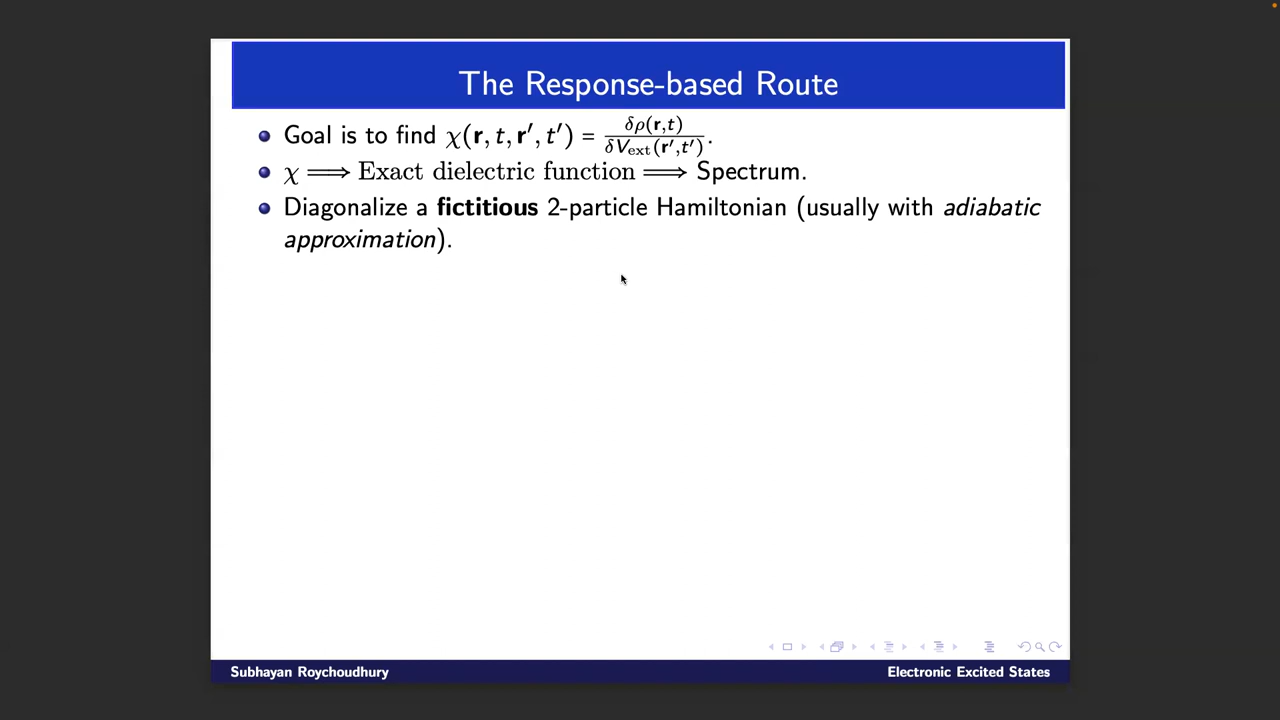 The Response-based Route
Goal is to find χ(r, t, r′, t′) = δρ(r,t)/δV_ext(r′,t′).
χ ⟹ Exact dielectric function ⟹ Spectrum.
Diagonalize a fictitious 2-particle Hamiltonian (usually with adiabatic
approximation).
Subhayan Roychoudhury
Electronic Excited States